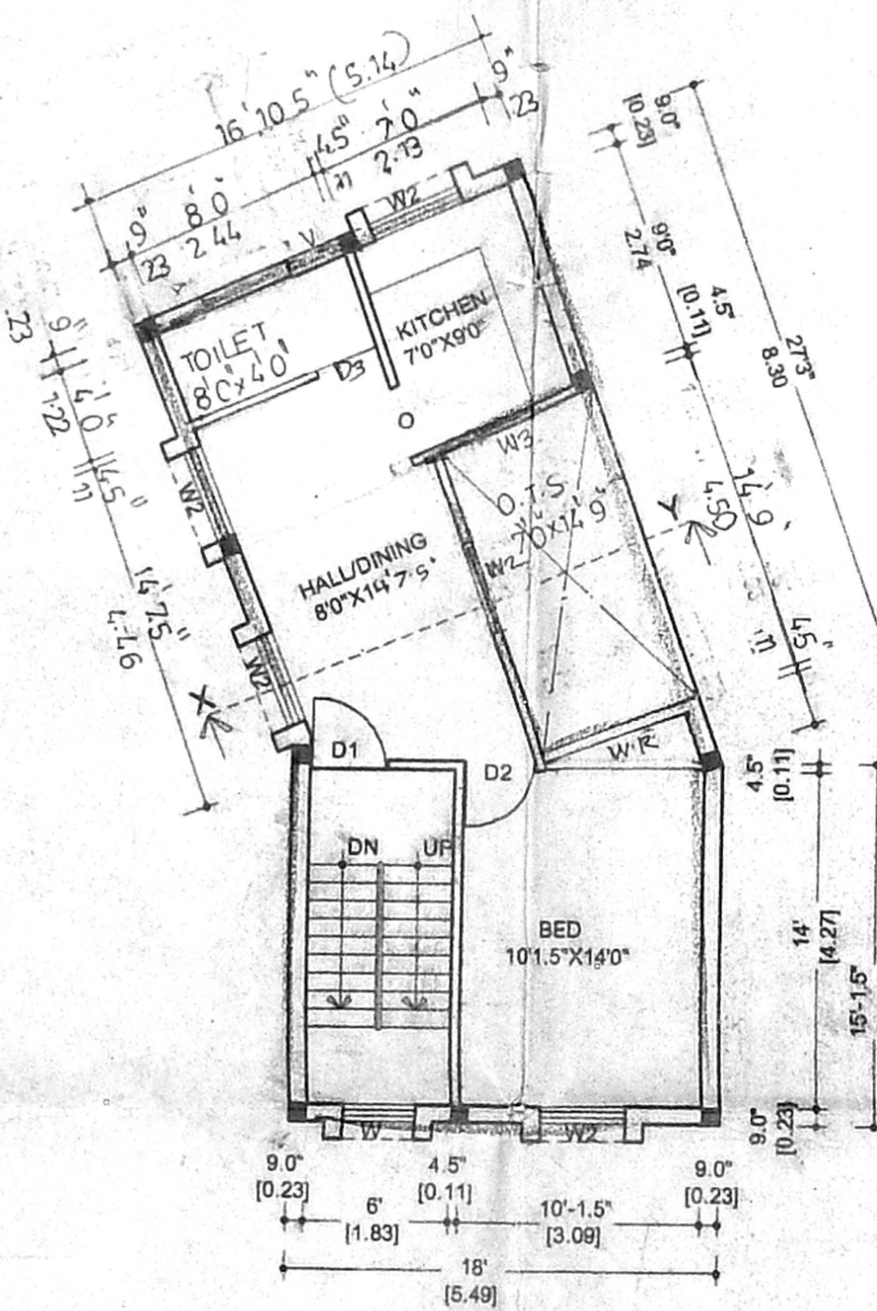 16'10.5" (5.14)
9" 8'0" 4.5" 7'0" 9"
23 2.44 11 2.13 23
9.0"
[0.23]
9'0"
2.74
4.5"
[0.11]
27'3"
8.30
14'9"
4.50
4.5"
11
9"
23
4'0"
1.22
4.5"
11
14'7.5"
4.46
V
W2
TOILET
8'0"x4'0"
D3
KITCHEN
7'0"X9'0"
O
W3
W2
O.T.S
7'0"X14'9"
Y
HALL/DINING
8'0"X14'7.5"
W2
W2
X
D1
D2
W.R
4.5"
[0.11]
DN
UP
BED
10'1.5"X14'0"
14'
[4.27]
15'-1.5"
W
W2
9.0"
[0.23]
9.0"
[0.23]
4.5"
[0.11]
9.0"
[0.23]
6'
[1.83]
10'-1.5"
[3.09]
18'
[5.49]